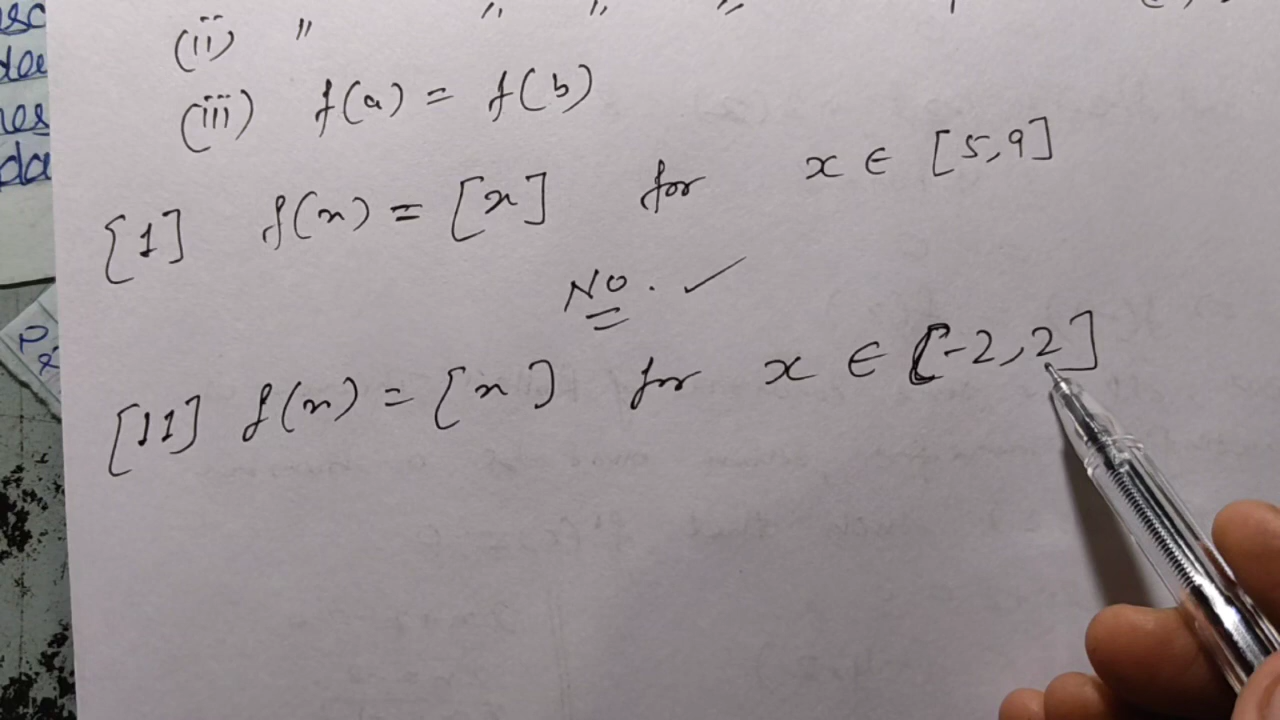 (ii) " " " "
(iii) f(a) = f(b)
[1] f(x) = [x] for x ∈ [5,9]
NO. ✓
[11] f(x) = [x] for x ∈ [-2,2]